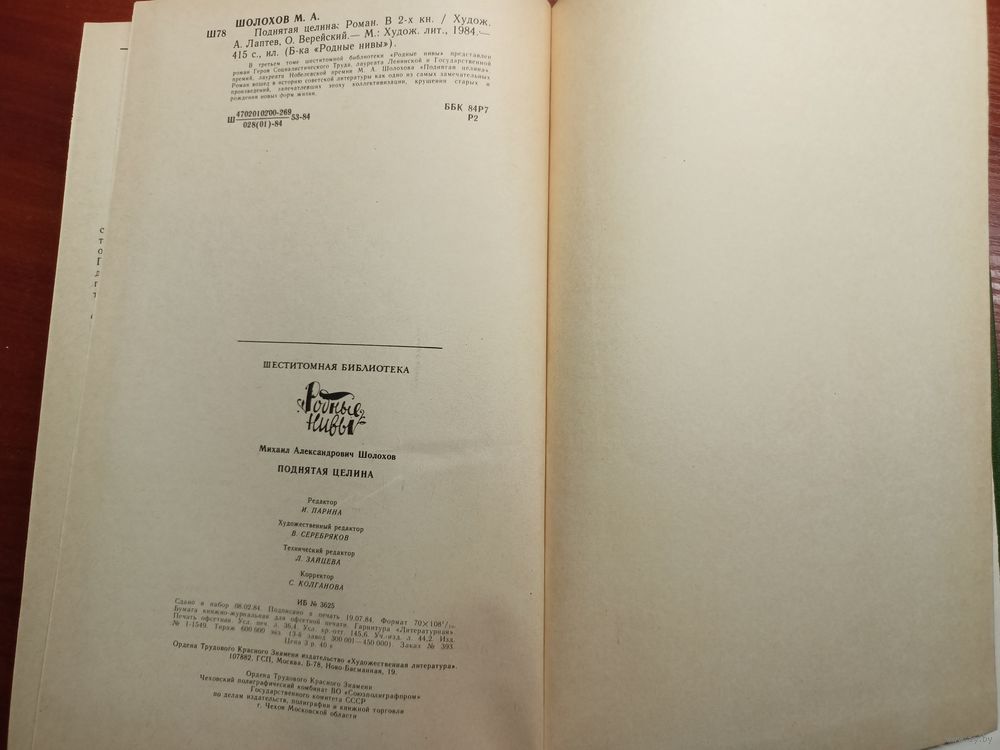 ШОЛОХОВ М. А.
Ш78 Поднятая целина: Роман. В 2-х кн. / Худож.
А. Лаптев, О. Верейский.— М.: Худож. лит., 1984.—
415 с., ил. (Б-ка «Родные нивы»).
В третьем томе шеститомной библиотеки «Родные нивы» представлен
роман Героя Социалистического Труда, лауреата Ленинской и Государственной
премий, лауреата Нобелевской премии М. А. Шолохова «Поднятая целина».
Роман вошел в историю советской литературы как одно из самых замечательных
произведений, запечатлевших эпоху коллективизации, крушения старых и
рождения новых форм жизни.
Ш 4702010200-269 53-84
028(01)-84
ББК 84Р7
Р2
с
т
о
Г
л
п
т
ШЕСТИТОМНАЯ БИБЛИОТЕКА
Родные
нивы
Михаил Александрович Шолохов
ПОДНЯТАЯ ЦЕЛИНА
Редактор
И. ПАРИНА
Художественный редактор
В. СЕРЕБРЯКОВ
Технический редактор
Л. ЗАЙЦЕВА
Корректор
С. КОЛГАНОВА
ИБ № 3625
Сдано в набор 08.02.84. Подписано в печать 19.07.84. Формат 70×108¹/₁₆.
Бумага книжно-журнальная для офсетной печати. Гарнитура «Литературная».
Печать офсетная. Усл. печ. л. 36,4. Усл. кр.-отт. 145,6. Уч.-изд. л. 44,2. Изд.
№ I-1549. Тираж 600 000 экз. (3-й завод 300 001—450 000). Заказ № 393.
Цена 3 р. 40 к.
Ордена Трудового Красного Знамени издательство «Художественная литература».
107882, ГСП, Москва, Б-78, Ново-Басманная, 19.
Ордена Трудового Красного Знамени
Чеховский полиграфический комбинат ВО «Союзполиграфпром»
Государственного комитета СССР
по делам издательств, полиграфии и книжной торговли
г. Чехов Московской области